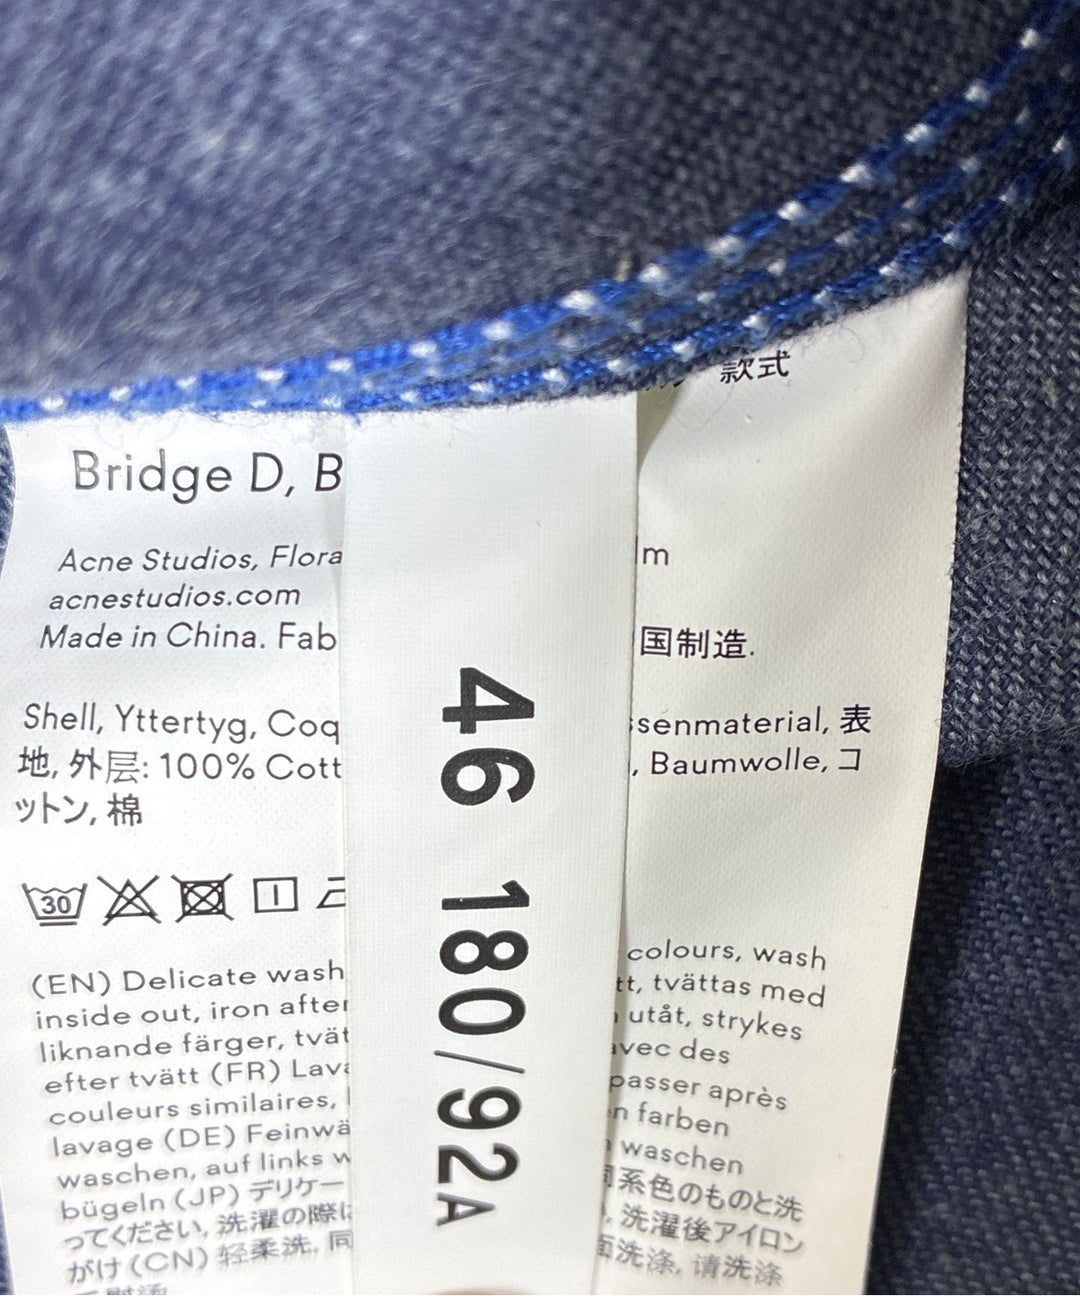 款式
Bridge D, B
Acne Studios, Flora m
acnestudios.com
Made in China. Fab 国制造.
Shell, Yttertyg, Coq ssenmaterial, 表
地, 外层: 100% Cott , Baumwolle, コ
ットン, 棉
30
(EN) Delicate wash colours, wash
inside out, iron after tt, tvättas med
liknande färger, tvät utåt, strykes
efter tvätt (FR) Lava avec des
couleurs similaires, passer après
lavage (DE) Feinwä n farben
waschen, auf links w waschen
bügeln (JP) デリケー 同系色のものと洗
ってください, 洗濯の際に , 洗濯後アイロン
がけ (CN) 轻柔洗, 同 面洗涤, 请洗涤
46 180/92A